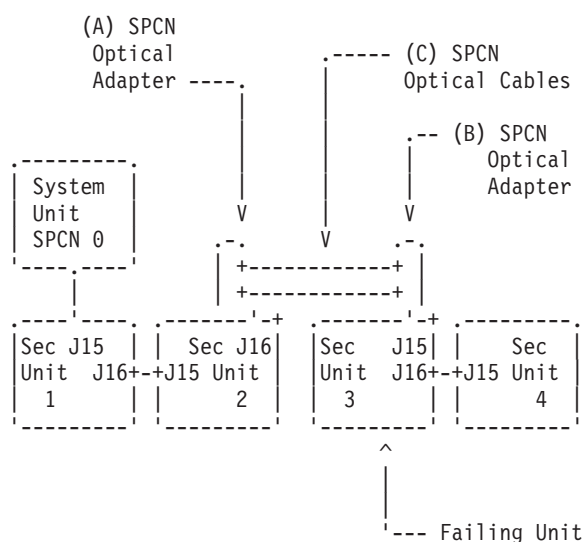 (A) SPCN
Optical
Adapter
(C) SPCN
Optical Cables
(B) SPCN
Optical
Adapter
System
Unit
SPCN 0
V
V
V
Sec J15
Unit J16
1
Sec J16
J15 Unit
2
Sec J15
Unit J16
3
Sec
J15 Unit
4
Failing Unit